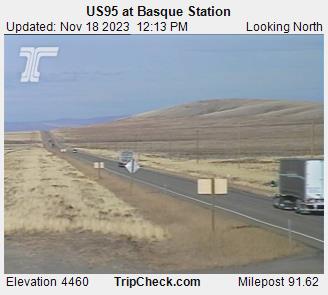 US95 at Basque Station
Updated: Nov 18 2023 12:13 PM Looking North
Elevation 4460 TripCheck.com Milepost 91.62